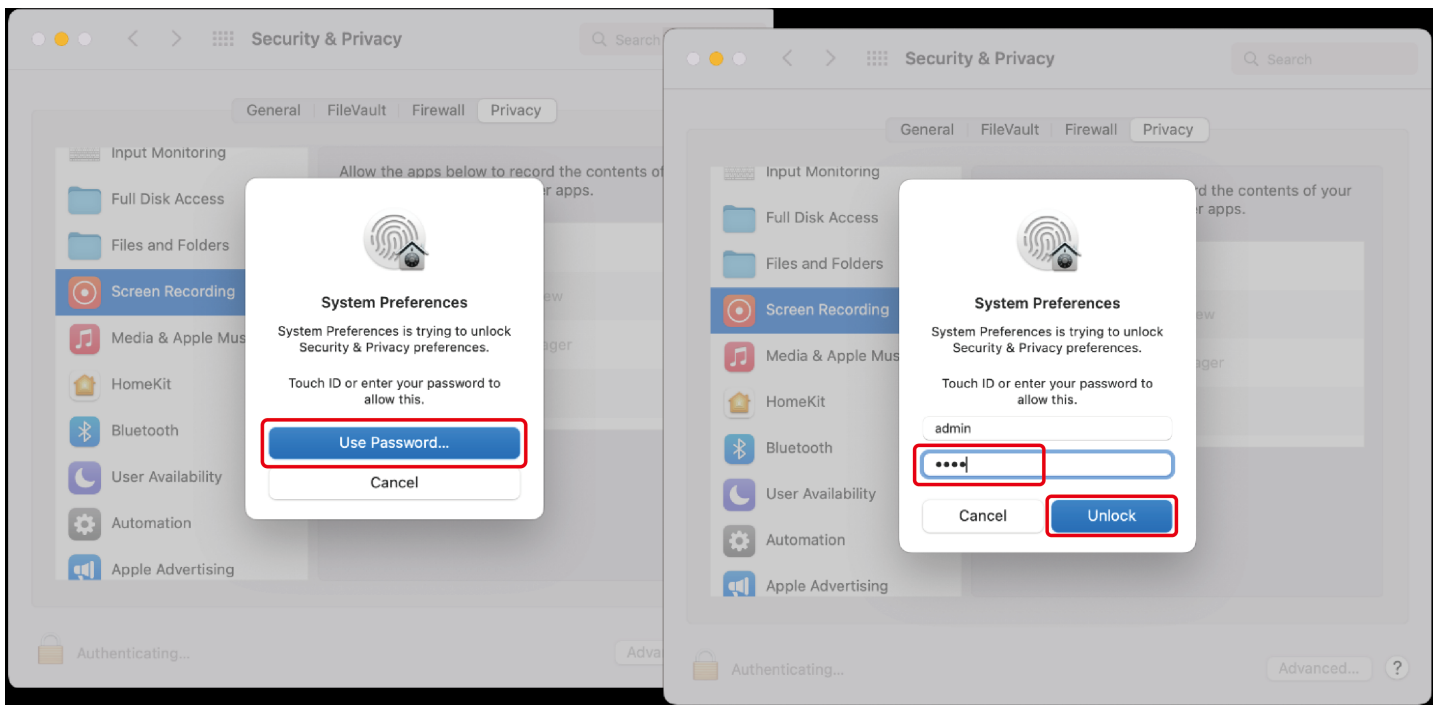 Security & Privacy
Search
General
FileVault
Firewall
Privacy
Input Monitoring
Full Disk Access
Files and Folders
Screen Recording
Media & Apple Mus
HomeKit
Bluetooth
User Availability
Automation
Apple Advertising
Allow the apps below to record the contents of
r apps.
ew
ager
System Preferences
System Preferences is trying to unlock
Security & Privacy preferences.
Touch ID or enter your password to
allow this.
Use Password...
Cancel
Authenticating...
Adva
Security & Privacy
Search
General
FileVault
Firewall
Privacy
Input Monitoring
Full Disk Access
Files and Folders
Screen Recording
Media & Apple Mus
HomeKit
Bluetooth
User Availability
Automation
Apple Advertising
rd the contents of your
r apps.
ew
ager
System Preferences
System Preferences is trying to unlock
Security & Privacy preferences.
Touch ID or enter your password to
allow this.
admin
••••
Cancel
Unlock
Authenticating...
Advanced...
?